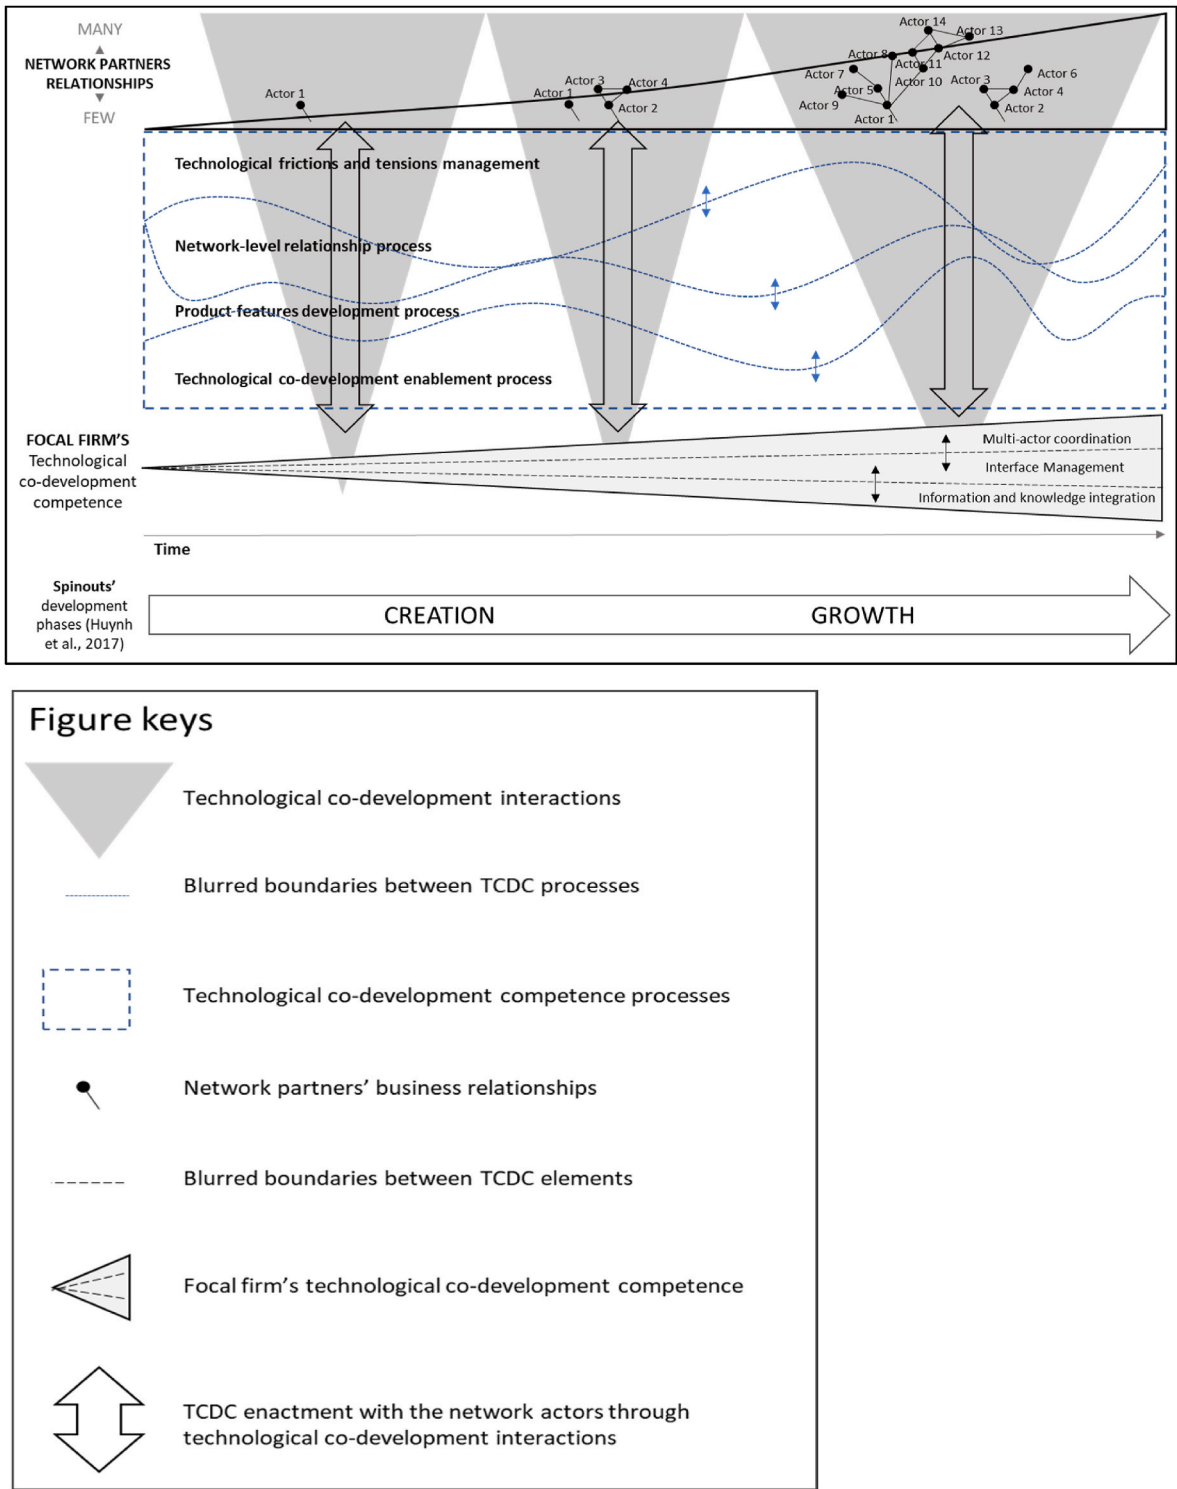 MANY
NETWORK PARTNERS
RELATIONSHIPS
FEW
Actor 1
Actor 3
Actor 4
Actor 1
Actor 2
Actor 14
Actor 13
Actor 8
Actor 12
Actor 11
Actor 7
Actor 10
Actor 5
Actor 9
Actor 1
Actor 3
Actor 6
Actor 4
Actor 2
Technological frictions and tensions management
Network-level relationship process
Product features development process
Technological co-development enablement process
FOCAL FIRM'S
Technological
co-development
competence
Multi-actor coordination
Interface Management
Information and knowledge integration
Time
Spinouts'
development
phases (Huynh
et al., 2017)
CREATION
GROWTH
Figure keys
Technological co-development interactions
Blurred boundaries between TCDC processes
Technological co-development competence processes
Network partners' business relationships
Blurred boundaries between TCDC elements
Focal firm's technological co-development competence
TCDC enactment with the network actors through
technological co-development interactions